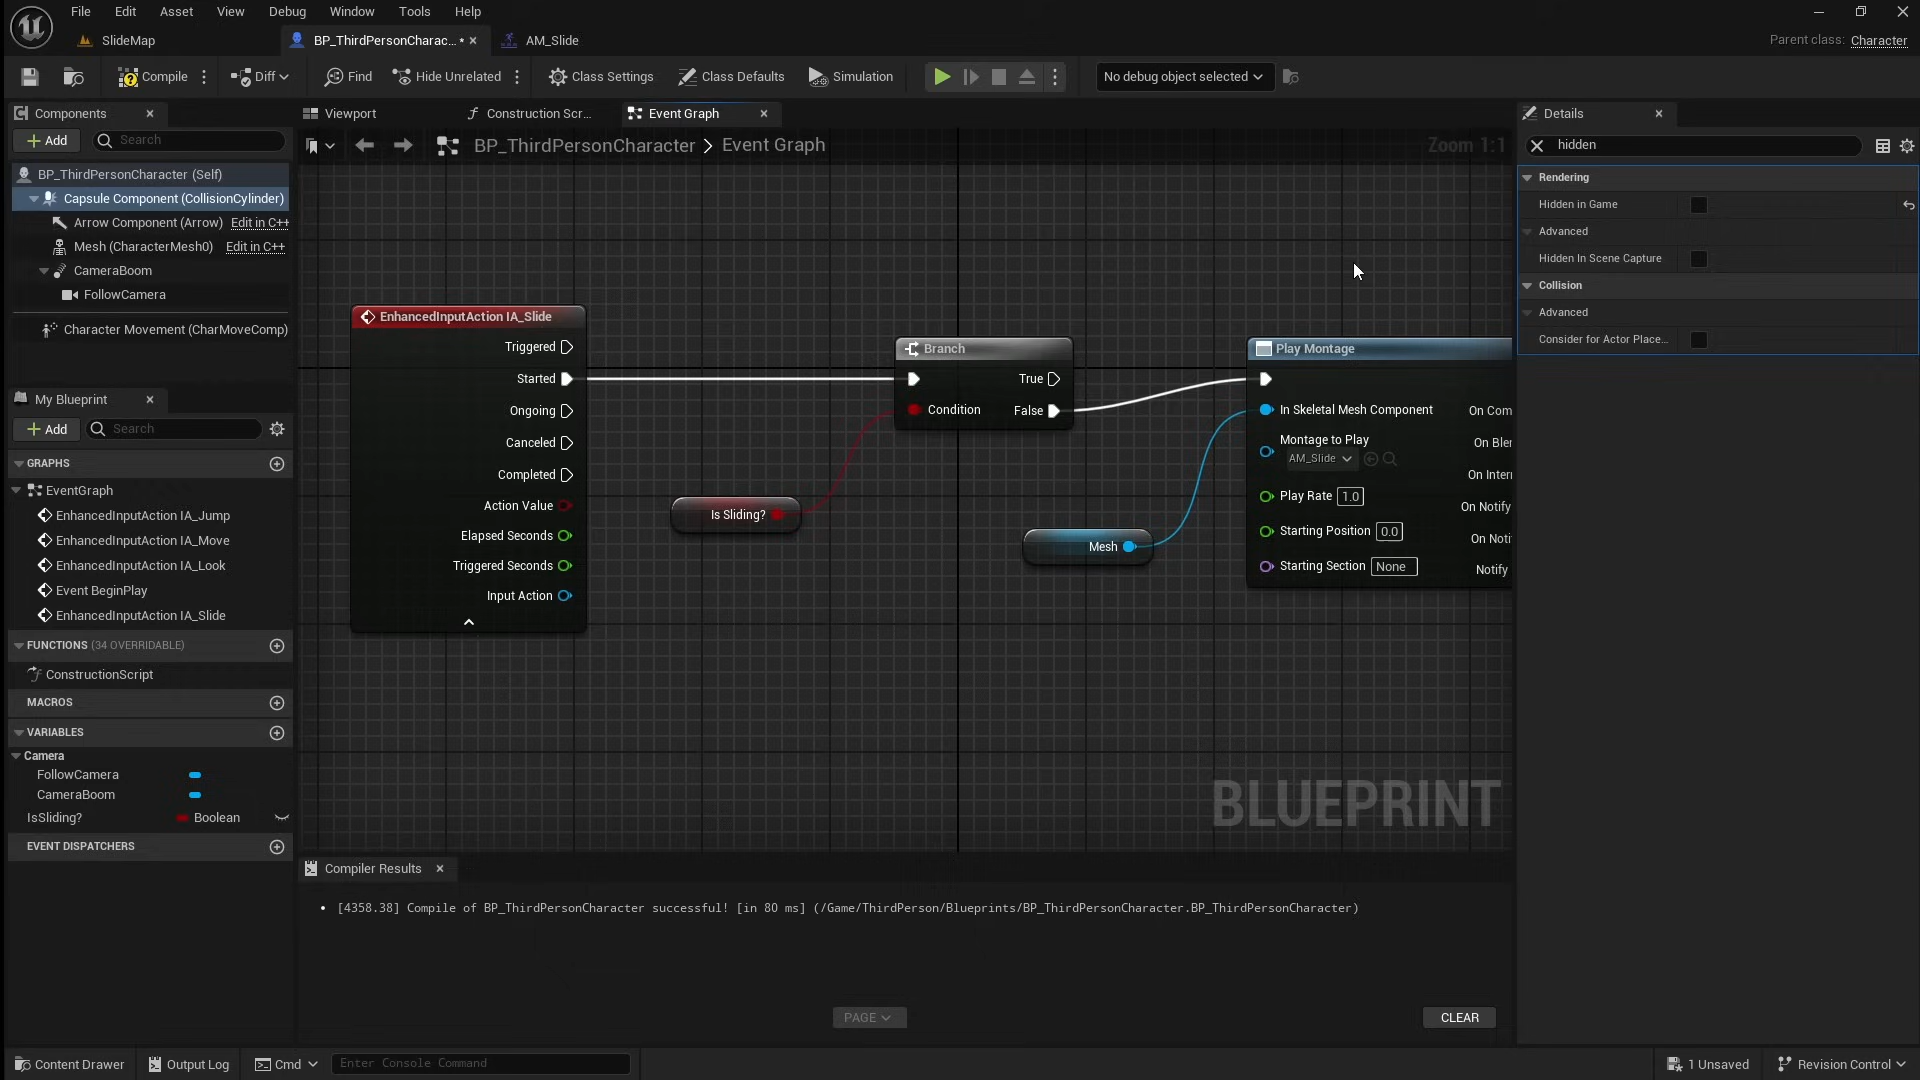 File Edit Asset View Debug Window Tools Help
SlideMap BP_ThirdPersonCharac... • AM_Slide Parent class: Character
Compile Diff Find Hide Unrelated Class Settings Class Defaults Simulation No debug object selected
Components Viewport Construction Scr... Event Graph Details
Add Search BP_ThirdPersonCharacter > Event Graph Zoom 1:1 hidden
BP_ThirdPersonCharacter (Self)
Capsule Component (CollisionCylinder)
Arrow Component (Arrow) Edit in C++
Mesh (CharacterMesh0) Edit in C++
CameraBoom
FollowCamera
Character Movement (CharMoveComp)
My Blueprint
Add Search
GRAPHS
EventGraph
EnhancedInputAction IA_Jump
EnhancedInputAction IA_Move
EnhancedInputAction IA_Look
Event BeginPlay
EnhancedInputAction IA_Slide
FUNCTIONS (34 OVERRIDABLE)
ConstructionScript
MACROS
VARIABLES
Camera
FollowCamera
CameraBoom
IsSliding? Boolean
EVENT DISPATCHERS
EnhancedInputAction IA_Slide
Triggered
Started
Ongoing
Canceled
Completed
Action Value
Elapsed Seconds
Triggered Seconds
Input Action
Is Sliding?
Branch
True
Condition False
Mesh
Play Montage
In Skeletal Mesh Component On Com
Montage to Play On Blen
AM_Slide
On Interr
Play Rate 1.0
On Notify
Starting Position 0.0
On Noti
Starting Section None Notify
BLUEPRINT
Rendering
Hidden in Game
Advanced
Hidden In Scene Capture
Collision
Advanced
Consider for Actor Place...
Compiler Results
• [4358.38] Compile of BP_ThirdPersonCharacter successful! [in 80 ms] (/Game/ThirdPerson/Blueprints/BP_ThirdPersonCharacter.BP_ThirdPersonCharacter)
PAGE CLEAR
Content Drawer Output Log Cmd Enter Console Command 1 Unsaved Revision Control